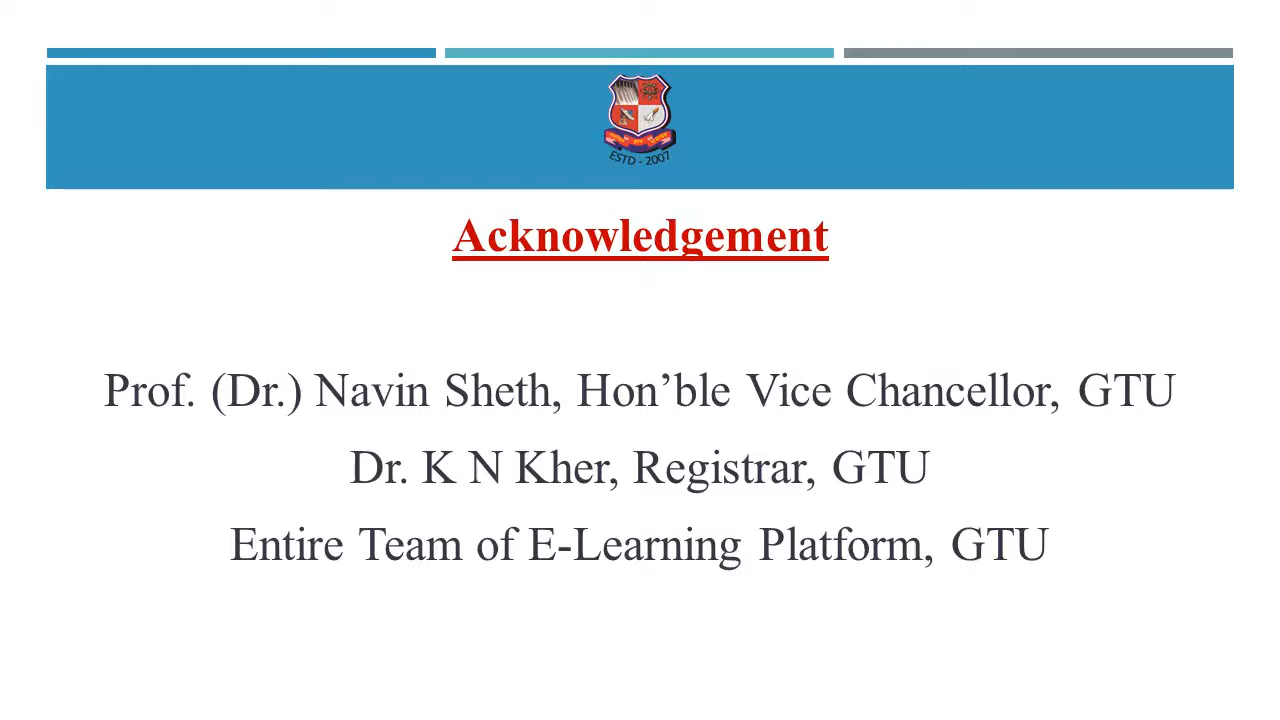 ESTD - 2007
Acknowledgement
Prof. (Dr.) Navin Sheth, Hon’ble Vice Chancellor, GTU
Dr. K N Kher, Registrar, GTU
Entire Team of E-Learning Platform, GTU